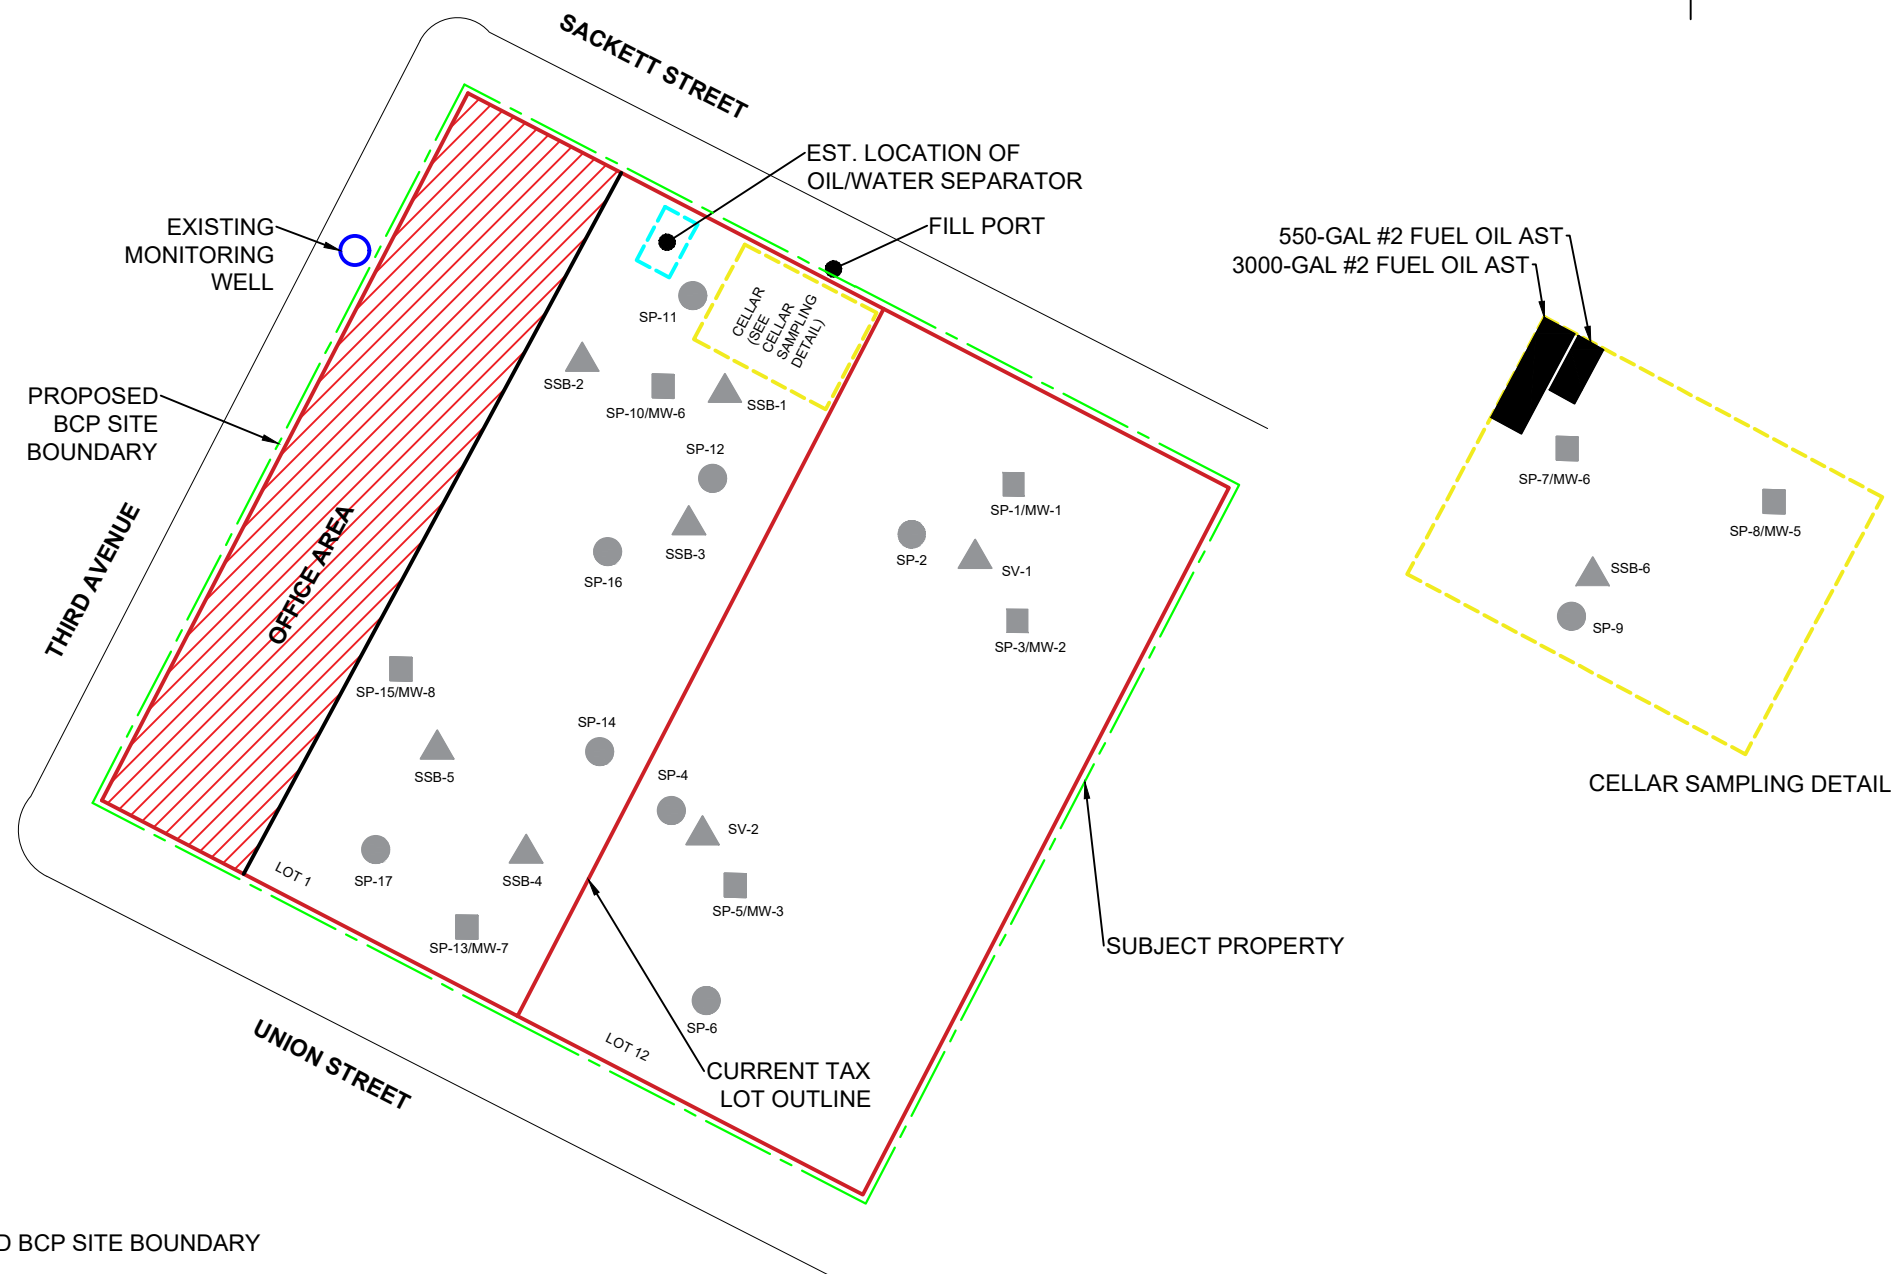 SACKETT STREET
EST. LOCATION OF
OIL/WATER SEPARATOR
FILL PORT
EXISTING
MONITORING
WELL
550-GAL #2 FUEL OIL AST
3000-GAL #2 FUEL OIL AST
CELLAR
(SEE
CELLAR
SAMPLING
DETAIL)
SP-11
SSB-2
SP-10/MW-6
SSB-1
PROPOSED
BCP SITE
BOUNDARY
SP-12
SSB-3
SP-16
SP-1/MW-1
SP-2
SV-1
SP-3/MW-2
SP-7/MW-6
SP-8/MW-5
SSB-6
SP-9
THIRD AVENUE
OFFICE AREA
SP-15/MW-8
SP-14
SSB-5
SP-4
SV-2
CELLAR SAMPLING DETAIL
LOT 1
SP-17
SSB-4
SP-5/MW-3
SP-13/MW-7
SUBJECT PROPERTY
SP-6
LOT 12
UNION STREET
CURRENT TAX
LOT OUTLINE
D BCP SITE BOUNDARY